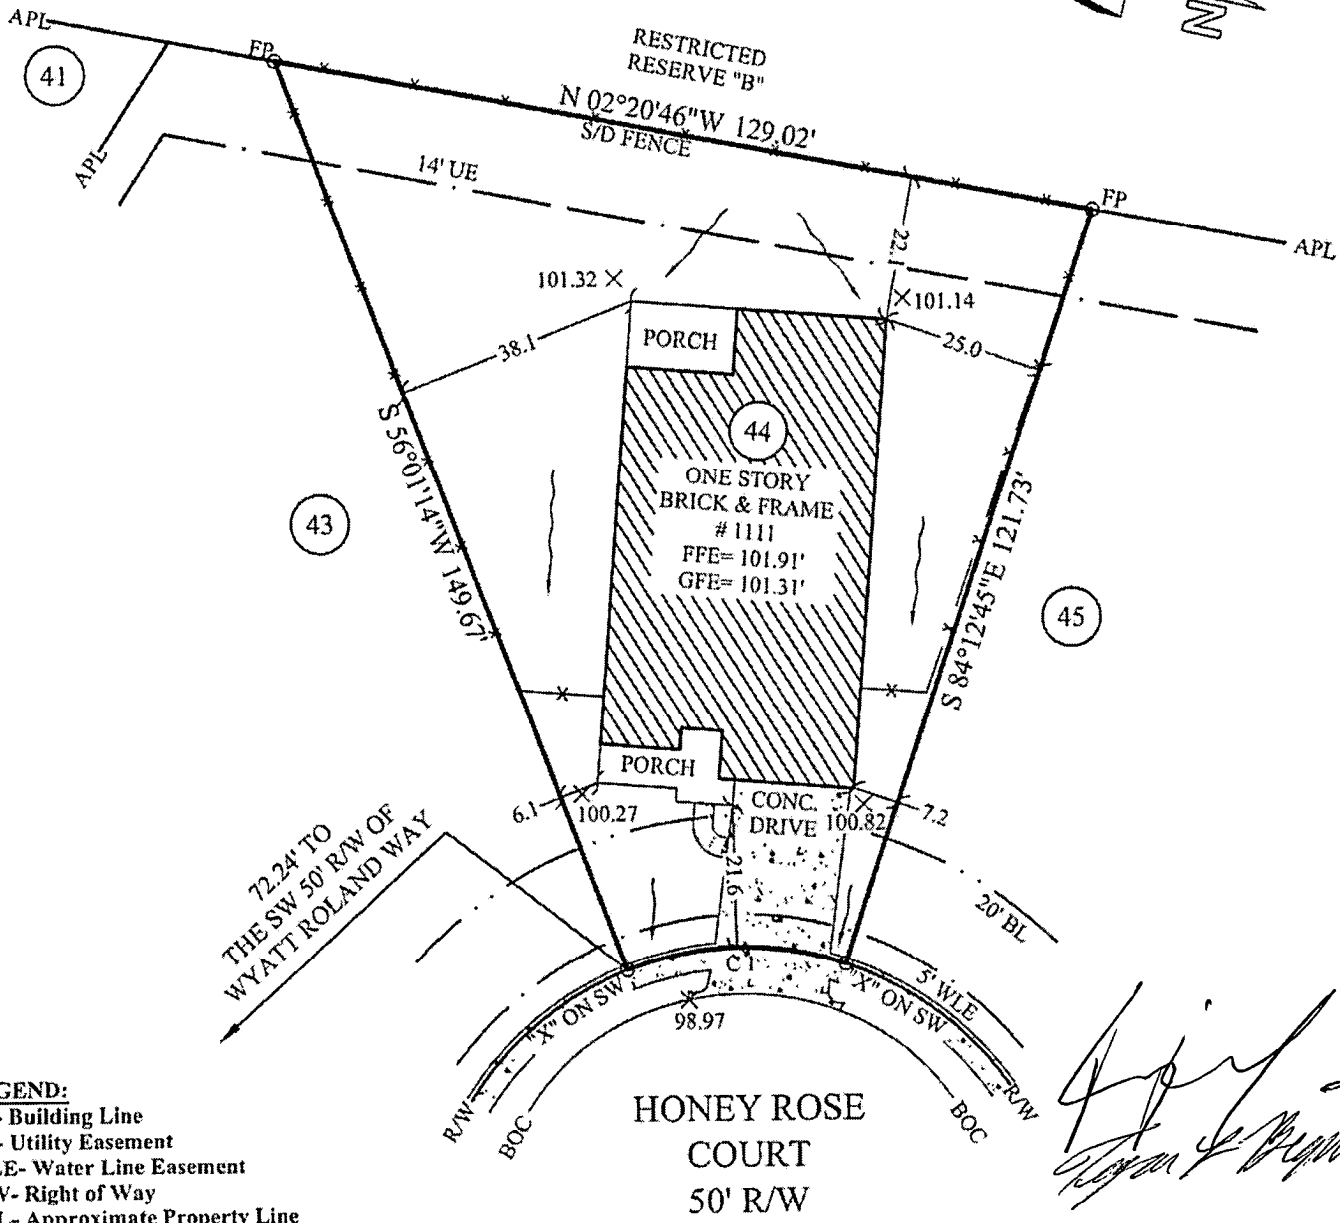 N
APL
41
FP
RESTRICTED
RESERVE "B"
N 02°20'46"W 129.02'
S/D FENCE
APL
14' UE
FP
APL
22.
101.32
101.14
PORCH
38.1
25.0
44
S 56°01'14"W 149.67'
ONE STORY
BRICK & FRAME
# 1111
FFE= 101.91'
GFE= 101.31'
43
S 84°12'45"E 121.73'
45
PORCH
6.1
100.27
CONC.
DRIVE
100.82
7.2
21.6
72.24' TO
THE SW 50' R/W OF
WYATT ROLAND WAY
20' BL
C1
5' WLE
"X" ON SW
"X" ON SW
98.97
R/W
BOC
BOC
R/W
HONEY ROSE
COURT
50' R/W
GEND:
- Building Line
- Utility Easement
LE- Water Line Easement
V- Right of Way
L- Approximate Property Line